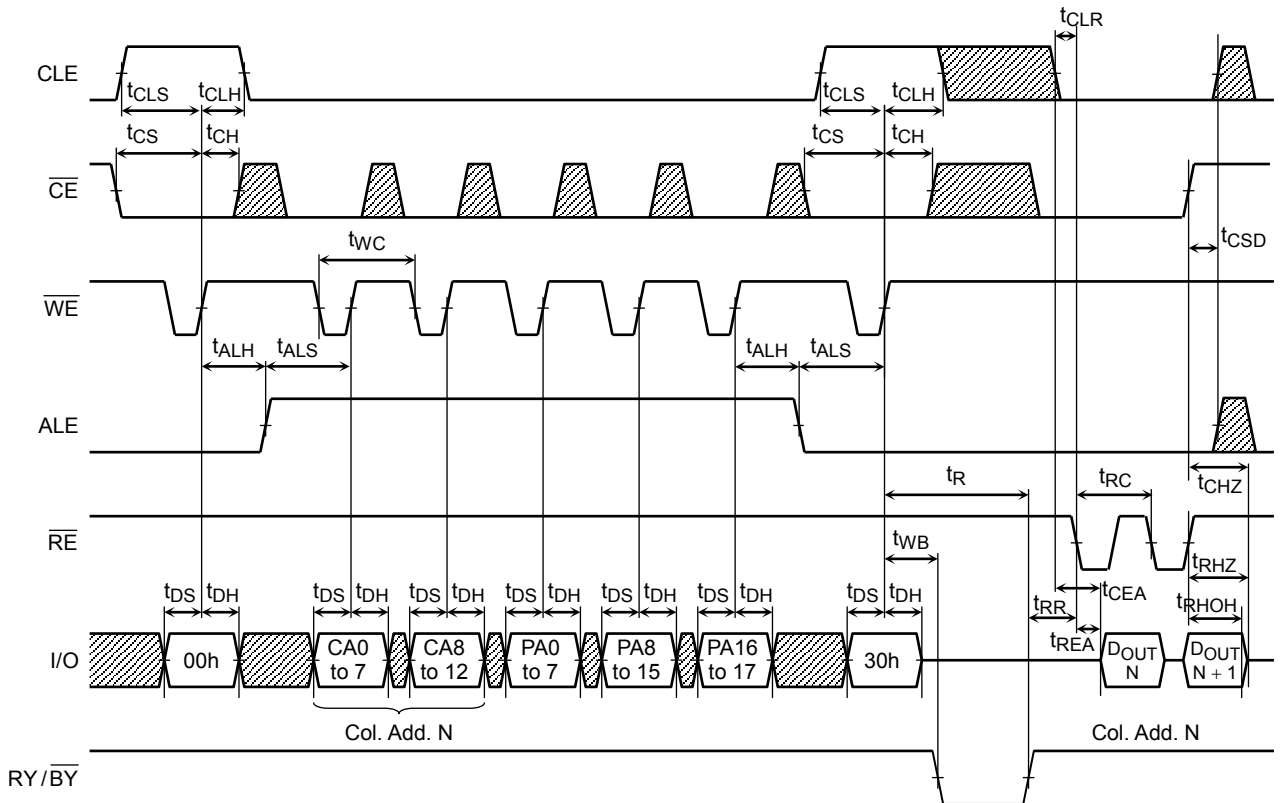 tCLR
CLE
tCLS tCLH tCLS tCLH
tCS tCH tCS tCH
CE
tWC tCSD
WE
tALH tALS tALH tALS
ALE
tR tRC tCHZ
RE
tWB tRHZ
tDS tDH tDS tDH tDS tDH tDS tDH tDS tDH tDS tDH tDS tDH
tRR tCEA tRHOH
tREA
I/O
00h
CA0
to 7
CA8
to 12
PA0
to 7
PA8
to 15
PA16
to 17
30h
DOUT
N
DOUT
N + 1
Col. Add. N Col. Add. N
RY/BY